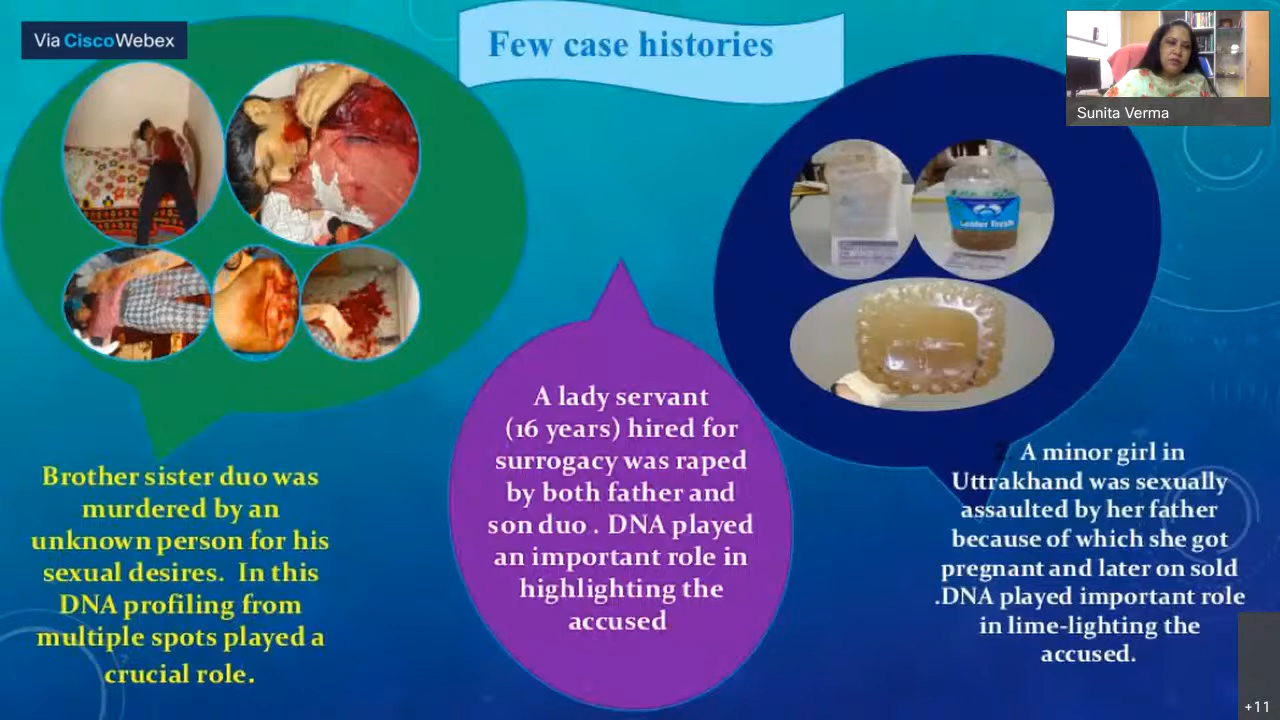 Via CiscoWebex
Few case histories
Sunita Verma
Leader fresh
Brother sister duo was
murdered by an
unknown person for his
sexual desires. In this
DNA profiling from
multiple spots played a
crucial role.
A lady servant
(16 years) hired for
surrogacy was raped
by both father and
son duo . DNA played
an important role in
highlighting the
accused
A minor girl in
Uttrakhand was sexually
assaulted by her father
because of which she got
pregnant and later on sold
.DNA played important role
in lime-lighting the
accused.
+11